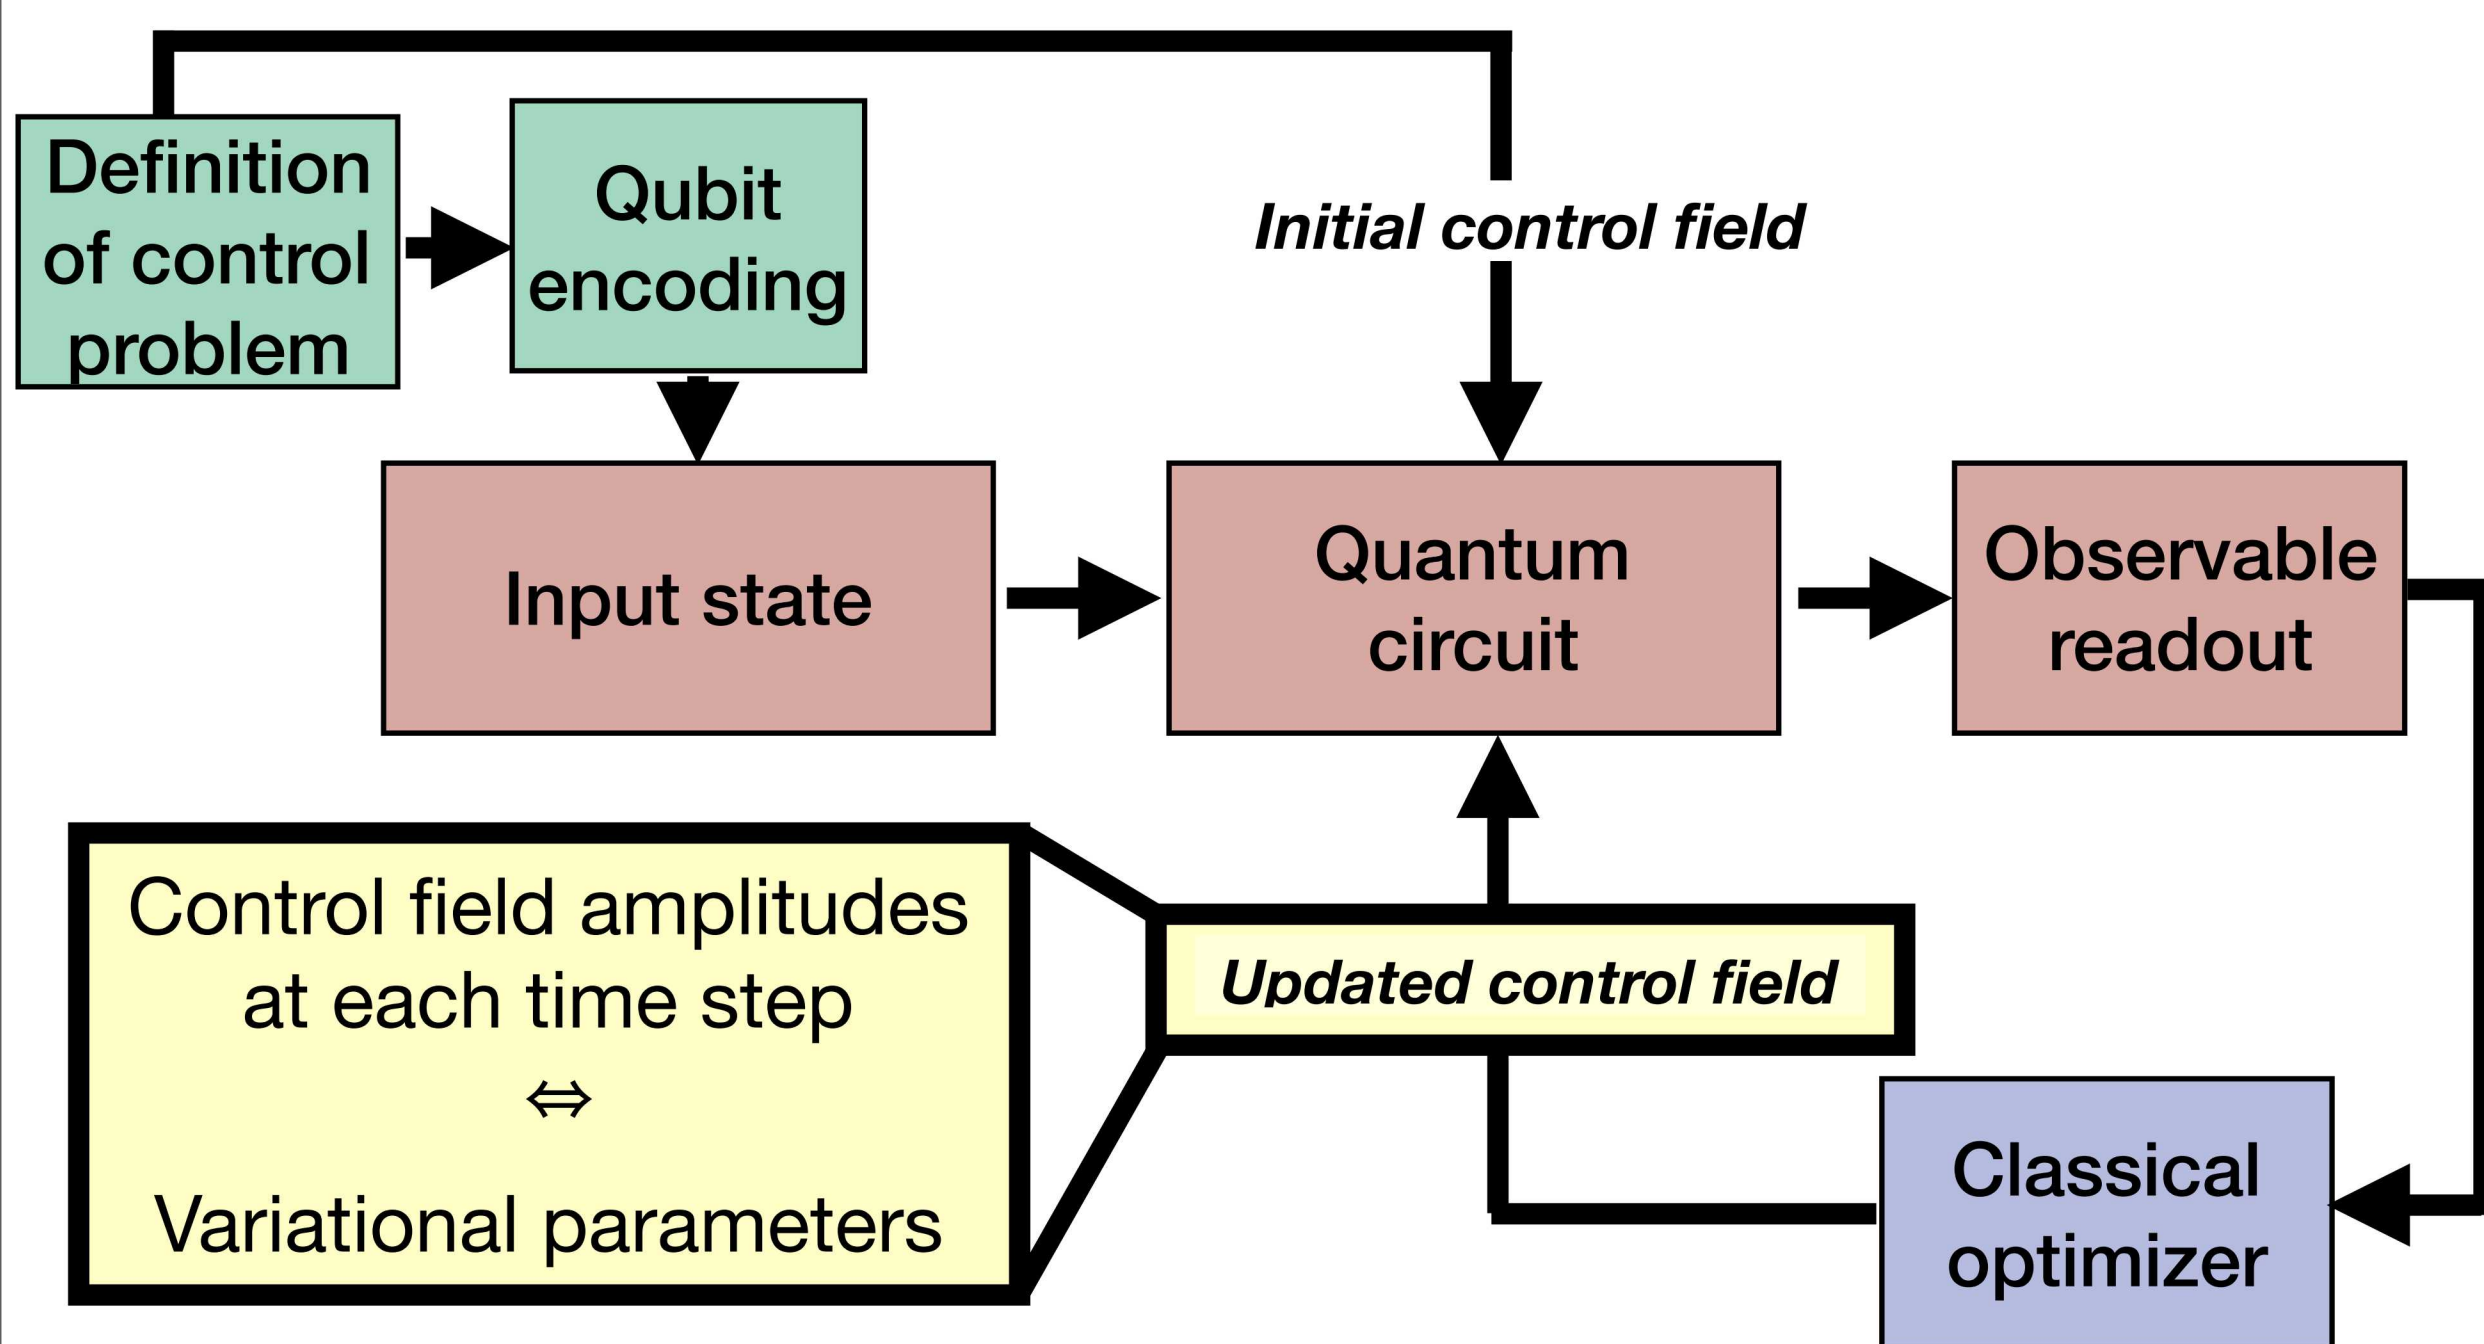 Definition
of control
problem
Qubit
encoding
Initial control field
Input state
Quantum
circuit
Observable
readout
Control field amplitudes
at each time step
⇔
Variational parameters
Updated control field
Classical
optimizer